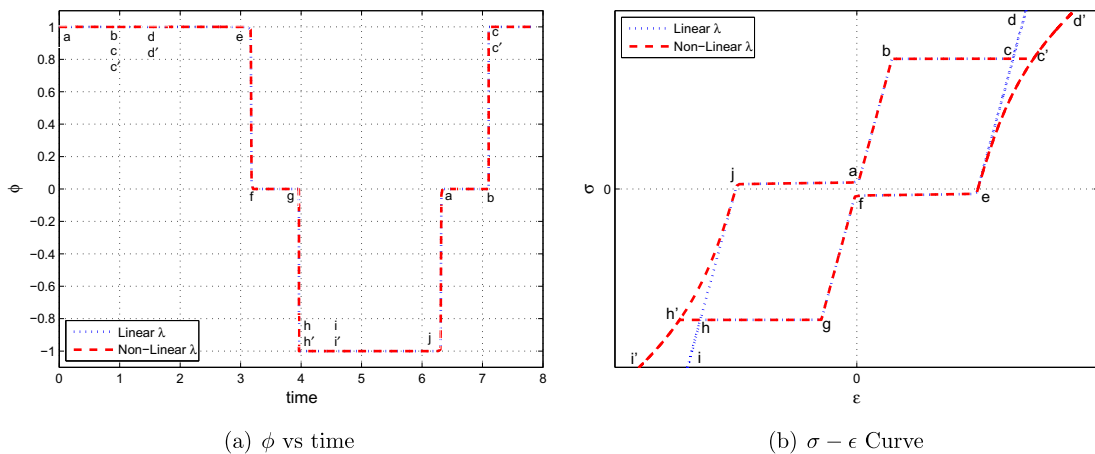 1
0.8
0.6
0.4
0.2
0
−0.2
−0.4
−0.6
−0.8
−1
ϕ
a
b
c
c′
d
d′
e
f
g
h
h′
i
i′
j
a
b
c
c′
Linear λ
Non−Linear λ
0 1 2 3 4 5 6 7 8
time
(a) ϕ vs time
Linear λ
Non−Linear λ
d
d'
b
c
c'
j
a
σ
0
f
e
h'
h
g
i'
i
0
ε
(b) σ − ϵ Curve